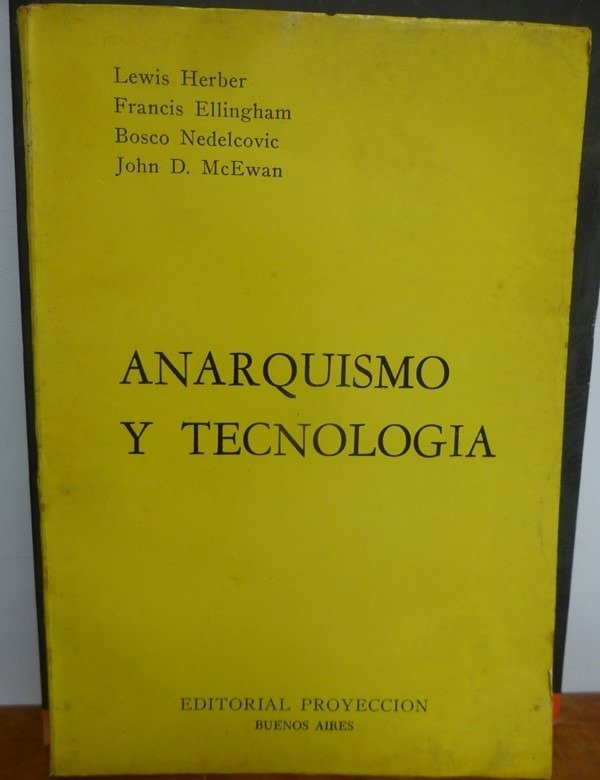 Lewis Herber
Francis Ellingham
Bosco Nedelcovic
John D. McEwan
ANARQUISMO
Y TECNOLOGIA
EDITORIAL PROYECCION
BUENOS AIRES